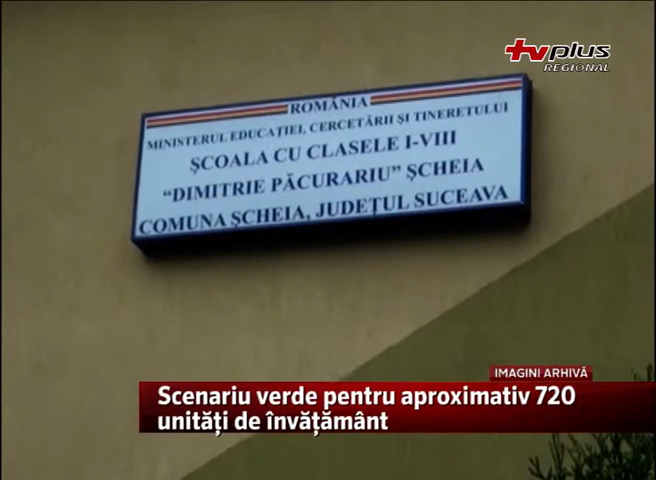 tvplus
REGIONAL
ROMÂNIA
MINISTERUL EDUCAȚIEI, CERCETĂRII ȘI TINERETULUI
ȘCOALA CU CLASELE I-VIII
"DIMITRIE PĂCURARIU" ȘCHEIA
COMUNA ȘCHEIA, JUDEȚUL SUCEAVA
IMAGINI ARHIVĂ
Scenariu verde pentru aproximativ 720
unități de învățământ